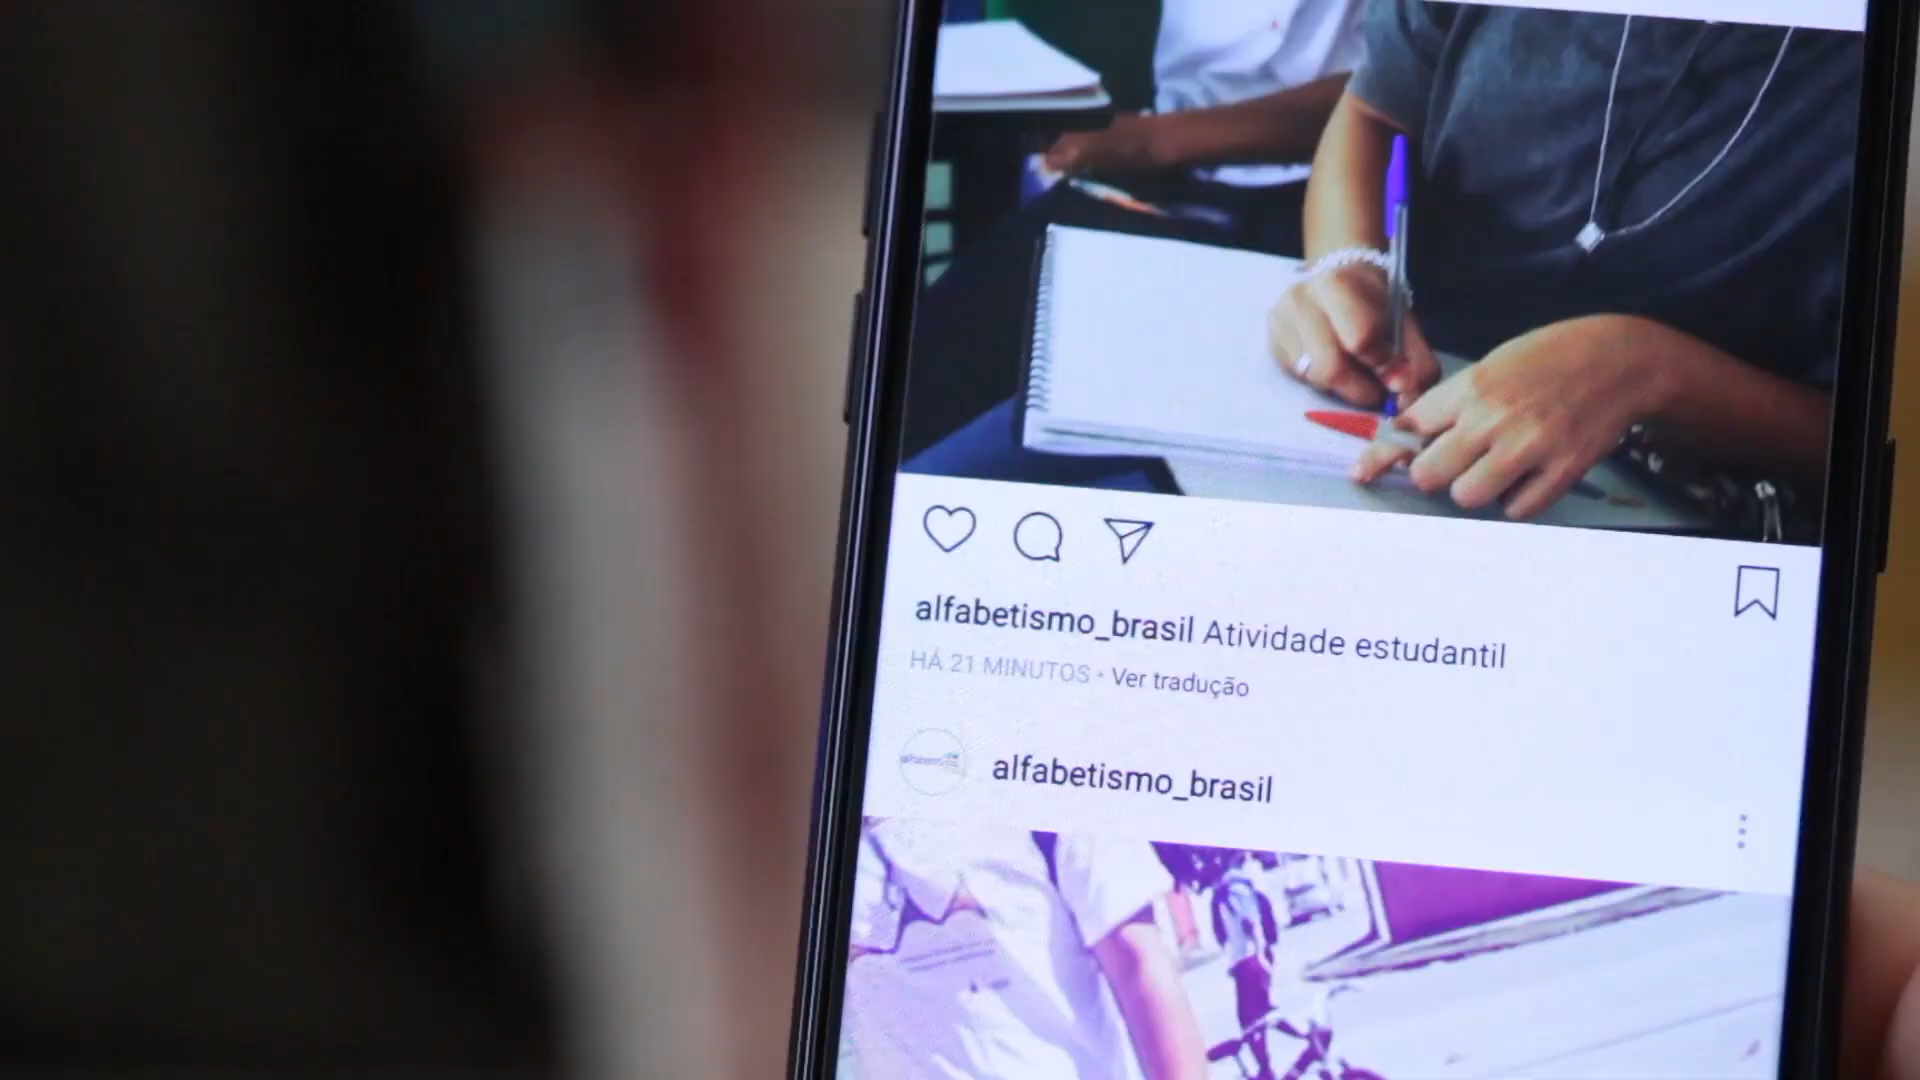 alfabetismo_brasil Atividade estudantil
HÁ 21 MINUTOS · Ver tradução
alfabetismo_brasil